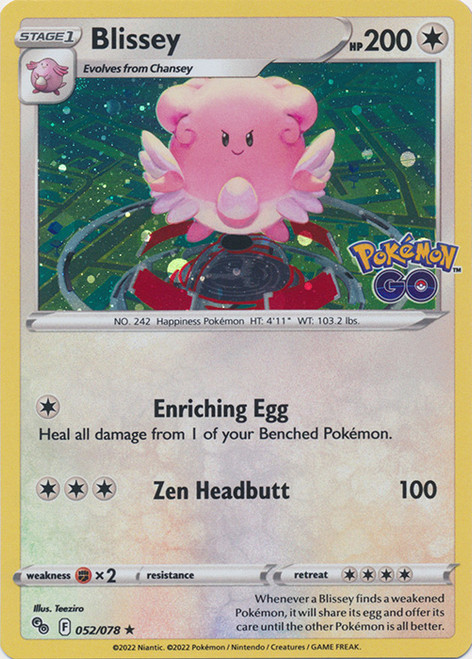 STAGE 1
Blissey
HP 200
Evolves from Chansey
Pokémon
GO
™
NO. 242 Happiness Pokémon HT: 4'11" WT: 103.2 lbs.
Enriching Egg
Heal all damage from 1 of your Benched Pokémon.
Zen Headbutt 100
weakness ×2 resistance retreat
Illus. Teeziro
Whenever a Blissey finds a weakened
Pokémon, it will share its egg and offer its
care until the other Pokémon is all better.
GO F 052/078 ★
©2022 Niantic. ©2022 Pokémon / Nintendo / Creatures / GAME FREAK.